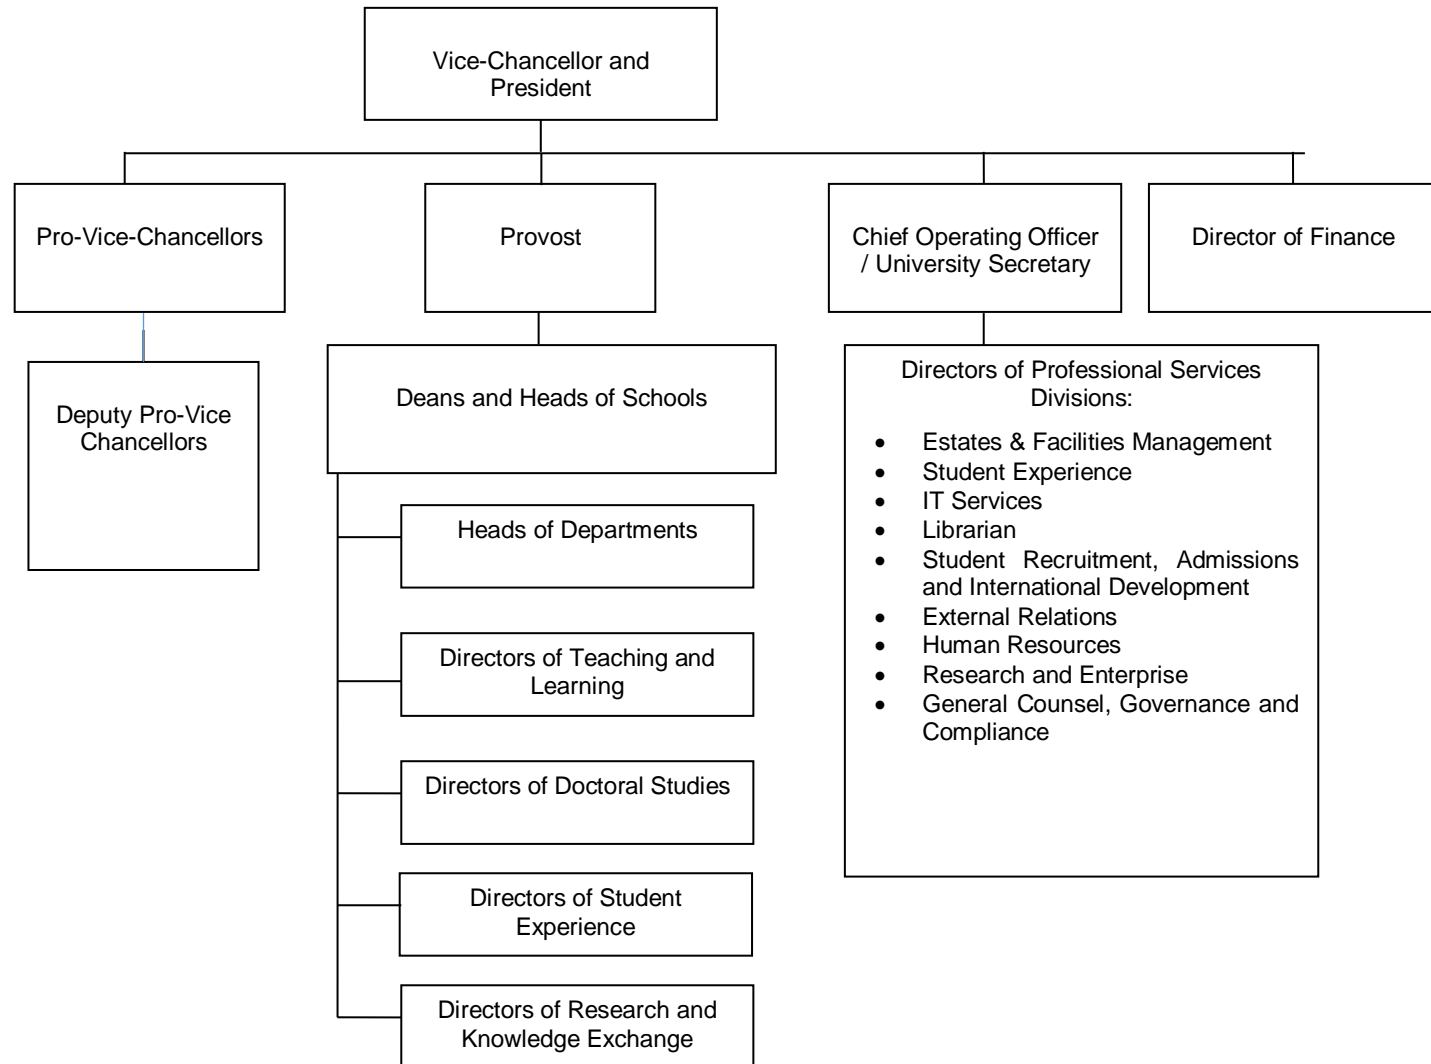 Vice-Chancellor and
President
Pro-Vice-Chancellors
Provost
Chief Operating Officer
/ University Secretary
Director of Finance
Deputy Pro-Vice
Chancellors
Deans and Heads of Schools
Heads of Departments
Directors of Teaching and
Learning
Directors of Doctoral Studies
Directors of Student
Experience
Directors of Research and
Knowledge Exchange
Directors of Professional Services
Divisions:
• Estates & Facilities Management
• Student Experience
• IT Services
• Librarian
• Student Recruitment, Admissions
and International Development
• External Relations
• Human Resources
• Research and Enterprise
• General Counsel, Governance and
Compliance